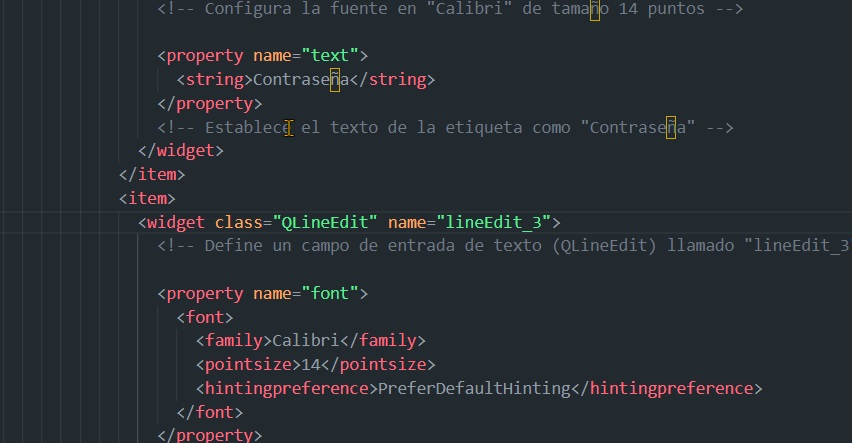 <!-- Configura la fuente en "Calibri" de tamaño 14 puntos -->
<property name="text">
<string>Contraseña</string>
</property>
<!-- Establece el texto de la etiqueta como "Contraseña" -->
</widget>
</item>
<item>
<widget class="QLineEdit" name="lineEdit_3">
<!-- Define un campo de entrada de texto (QLineEdit) llamado "lineEdit_3
<property name="font">
<font>
<family>Calibri</family>
<pointsize>14</pointsize>
<hintingpreference>PreferDefaultHinting</hintingpreference>
</font>
</property>